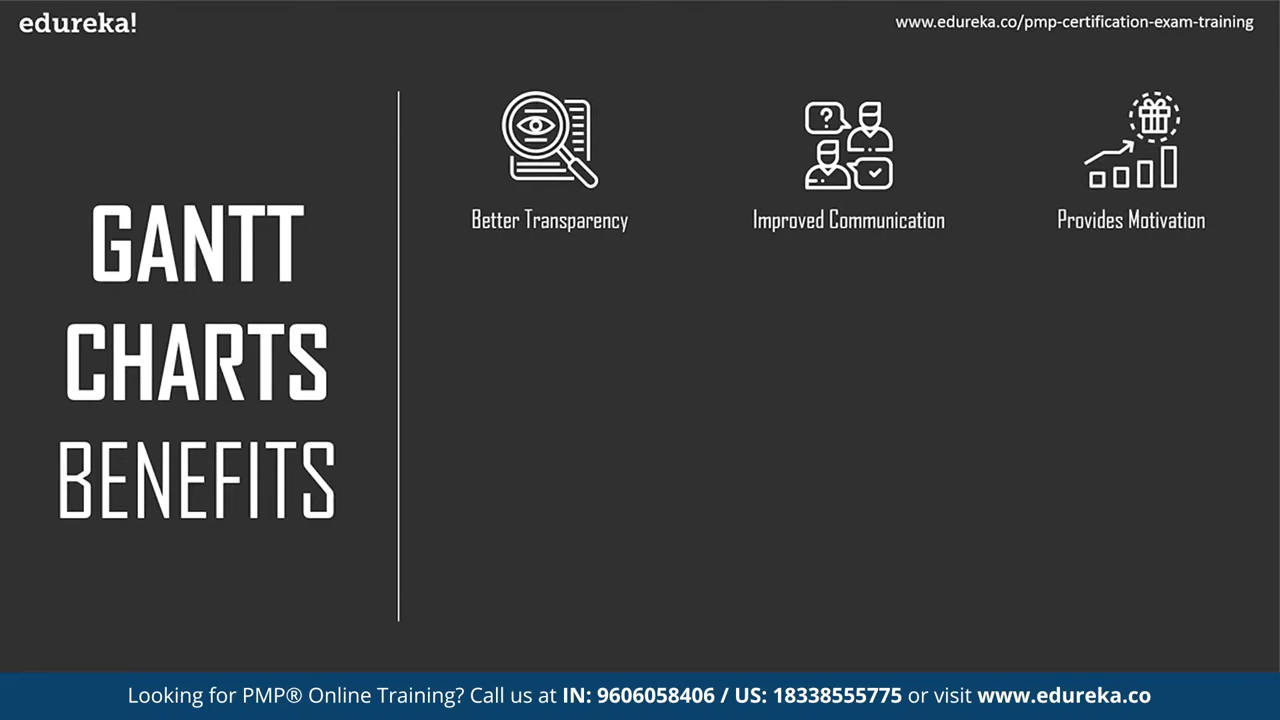 edureka!
www.edureka.co/pmp-certification-exam-training
GANTT
CHARTS
BENEFITS
?
Better Transparency
Improved Communication
Provides Motivation
Looking for PMP® Online Training? Call us at IN: 9606058406 / US: 18338555775 or visit www.edureka.co